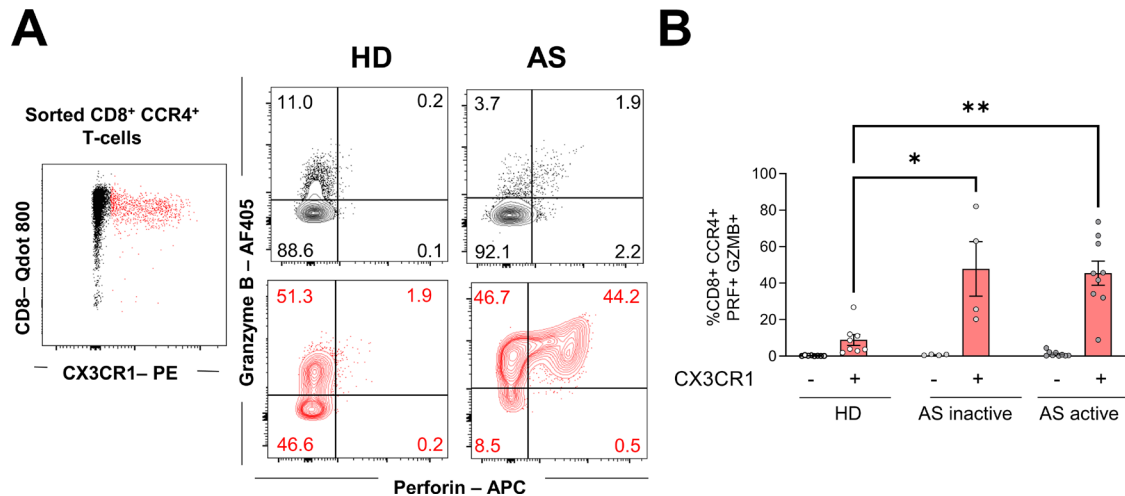 A
HD
AS
Sorted CD8⁺ CCR4⁺
T-cells
CD8– Qdot 800
CX3CR1– PE
Granzyme B – AF405
11.0
0.2
88.6
0.1
3.7
1.9
92.1
2.2
51.3
1.9
46.6
0.2
46.7
44.2
8.5
0.5
Perforin – APC
B
**
*
%CD8+ CCR4+
PRF+ GZMB+
100
80
60
40
20
0
CX3CR1 - + - + - +
HD AS inactive AS active